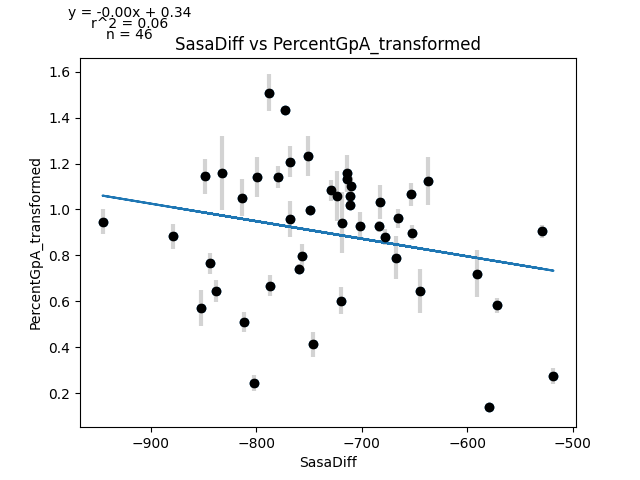 y = -0.00x + 0.34
r^2 = 0.06
n = 46
SasaDiff vs PercentGpA_transformed
1.6
1.4
1.2
1.0
0.8
0.6
0.4
0.2
PercentGpA_transformed
−900
−800
−700
−600
−500
SasaDiff